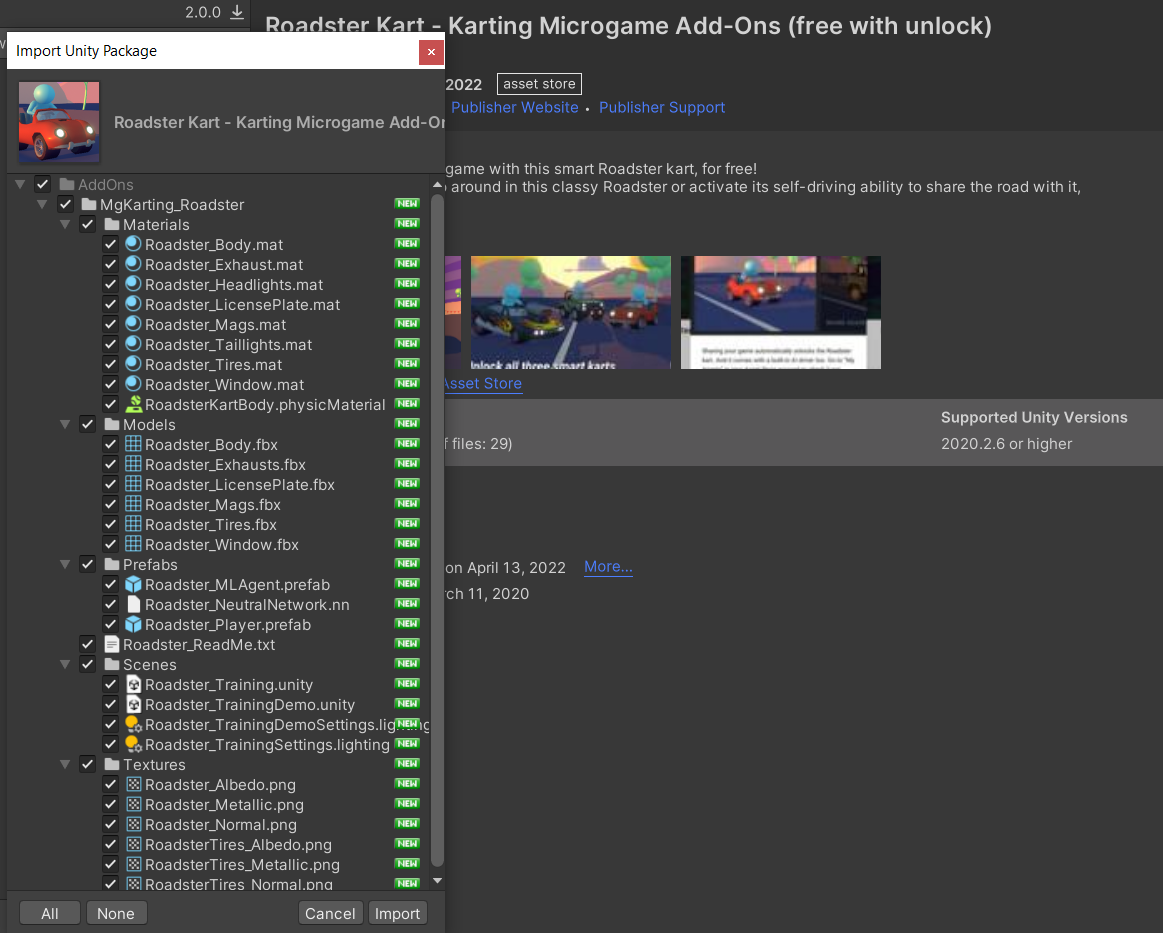 2.0.0
Roadster Kart - Karting Microgame Add-Ons (free with unlock)
Import Unity Package
2022 asset store
Publisher Website • Publisher Support
Roadster Kart - Karting Microgame Add-Or
game with this smart Roadster kart, for free!
around in this classy Roadster or activate its self-driving ability to share the road with it,
AddOns
MgKarting_Roadster NEW
Materials NEW
Roadster_Body.mat NEW
Roadster_Exhaust.mat NEW
Roadster_Headlights.mat NEW
Roadster_LicensePlate.mat NEW
Roadster_Mags.mat NEW
Roadster_Taillights.mat NEW
Roadster_Tires.mat NEW
Roadster_Window.mat NEW
RoadsterKartBody.physicMaterial NEW
Models NEW
Roadster_Body.fbx NEW
Roadster_Exhausts.fbx NEW
Roadster_LicensePlate.fbx NEW
Roadster_Mags.fbx NEW
Roadster_Tires.fbx NEW
Roadster_Window.fbx NEW
Prefabs NEW
Roadster_MLAgent.prefab NEW
Roadster_NeutralNetwork.nn NEW
Roadster_Player.prefab NEW
Roadster_ReadMe.txt NEW
Scenes NEW
Roadster_Training.unity NEW
Roadster_TrainingDemo.unity NEW
Roadster_TrainingDemoSettings.lighting NEW
Roadster_TrainingSettings.lighting NEW
Textures NEW
Roadster_Albedo.png NEW
Roadster_Metallic.png NEW
Roadster_Normal.png NEW
RoadsterTires_Albedo.png NEW
RoadsterTires_Metallic.png NEW
RoadsterTires_Normal.png NEW
All None Cancel Import
Unlock all three smart karts
Sharing your game automatically unlocks the Roadster
Asset Store
Supported Unity Versions
f files: 29) 2020.2.6 or higher
on April 13, 2022 More...
rch 11, 2020